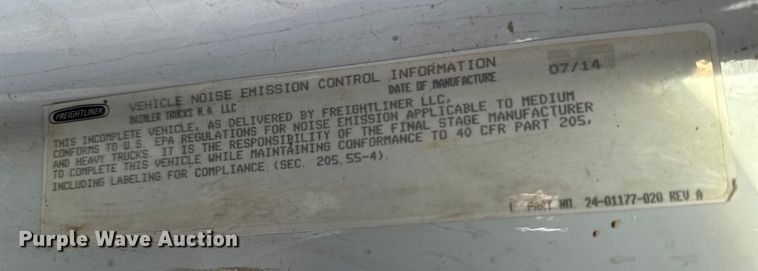 FREIGHTLINER
VEHICLE NOISE EMISSION CONTROL INFORMATION
DAIMLER TRUCKS N.A. LLC
DATE OF MANUFACTURE
07/14
THIS INCOMPLETE VEHICLE, AS DELIVERED BY FREIGHTLINER LLC,
CONFORMS TO U.S. EPA REGULATIONS FOR NOISE EMISSION APPLICABLE TO MEDIUM
AND HEAVY TRUCKS. IT IS THE RESPONSIBILITY OF THE FINAL STAGE MANUFACTURER
TO COMPLETE THIS VEHICLE WHILE MAINTAINING CONFORMANCE TO 40 CFR PART 205,
INCLUDING LABELING FOR COMPLIANCE.(SEC. 205.55-4).
PART NO. 24-01177-020 REV A
Purple Wave Auction